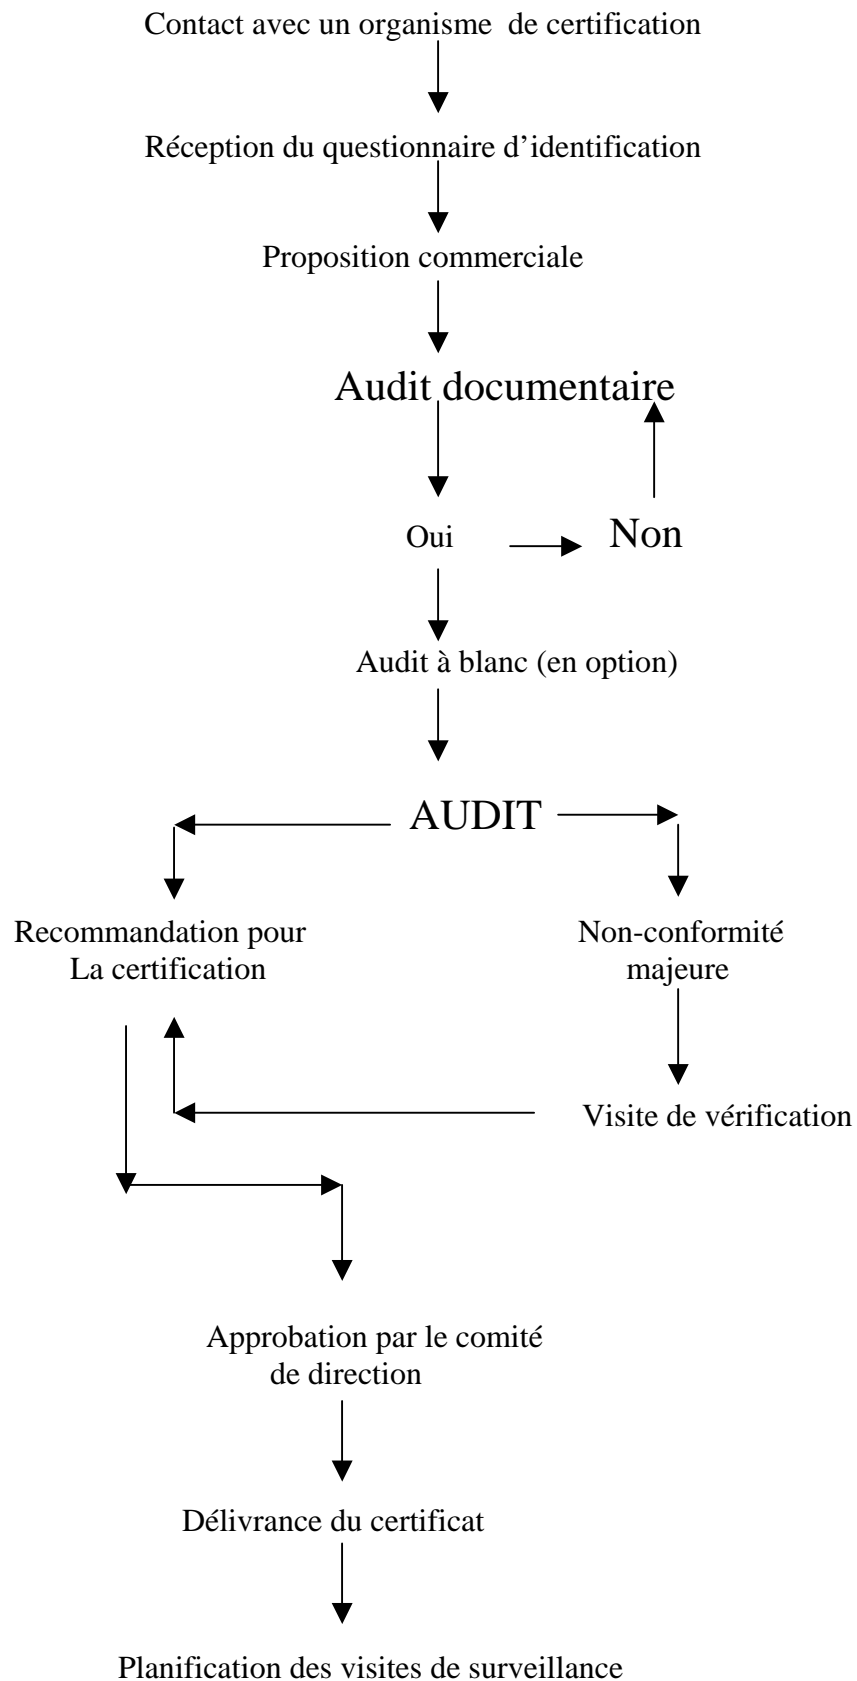 Contact avec un organisme de certification
Réception du questionnaire d’identification
Proposition commerciale
Audit documentaire
Oui
Non
Audit à blanc (en option)
AUDIT
Recommandation pour
La certification
Non-conformité
majeure
Visite de vérification
Approbation par le comité
de direction
Délivrance du certificat
Planification des visites de surveillance